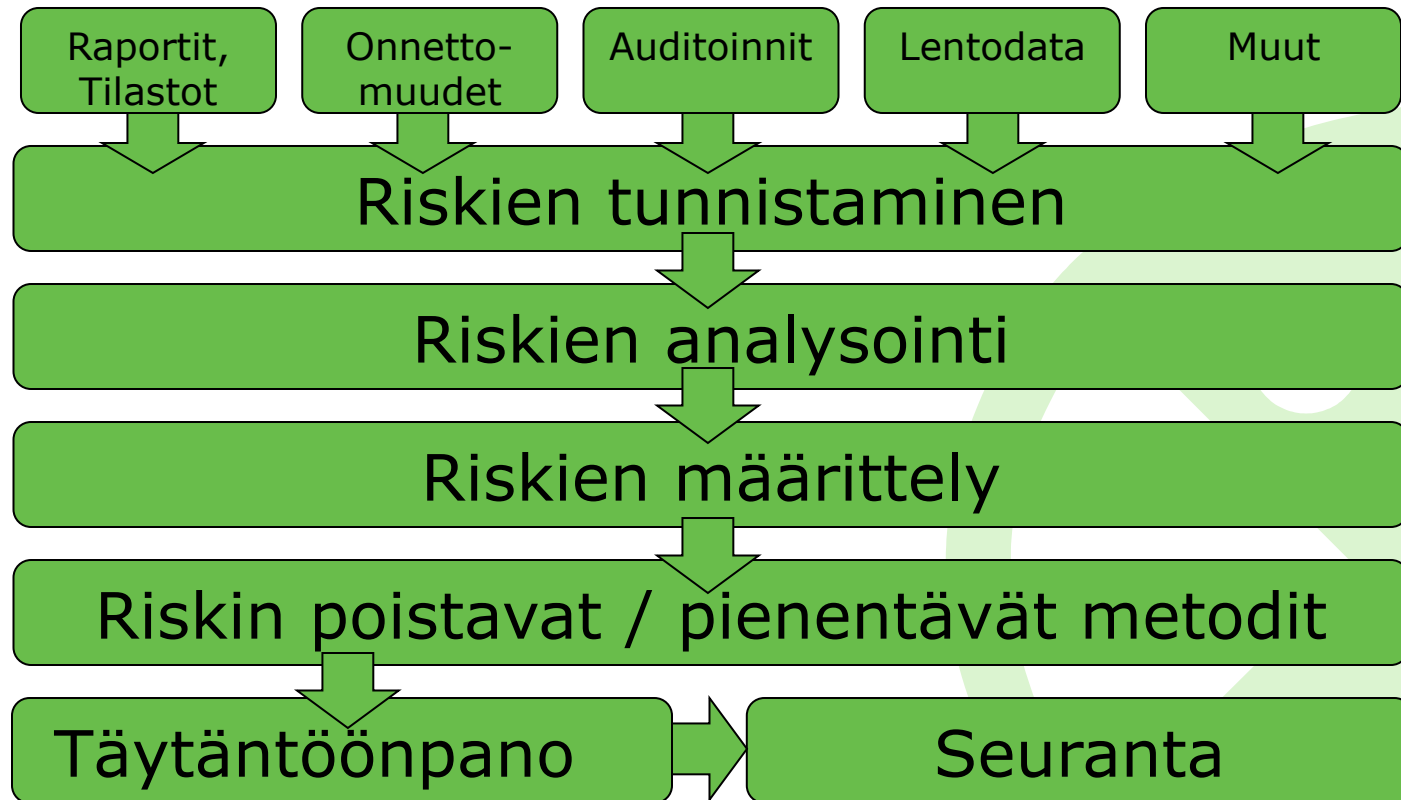 Raportit,
Tilastot
Onnetto-
muudet
Auditoinnit
Lentodata
Muut
Riskien tunnistaminen
Riskien analysointi
Riskien määrittely
Riskin poistavat / pienentävät metodit
Täytäntöönpano
Seuranta